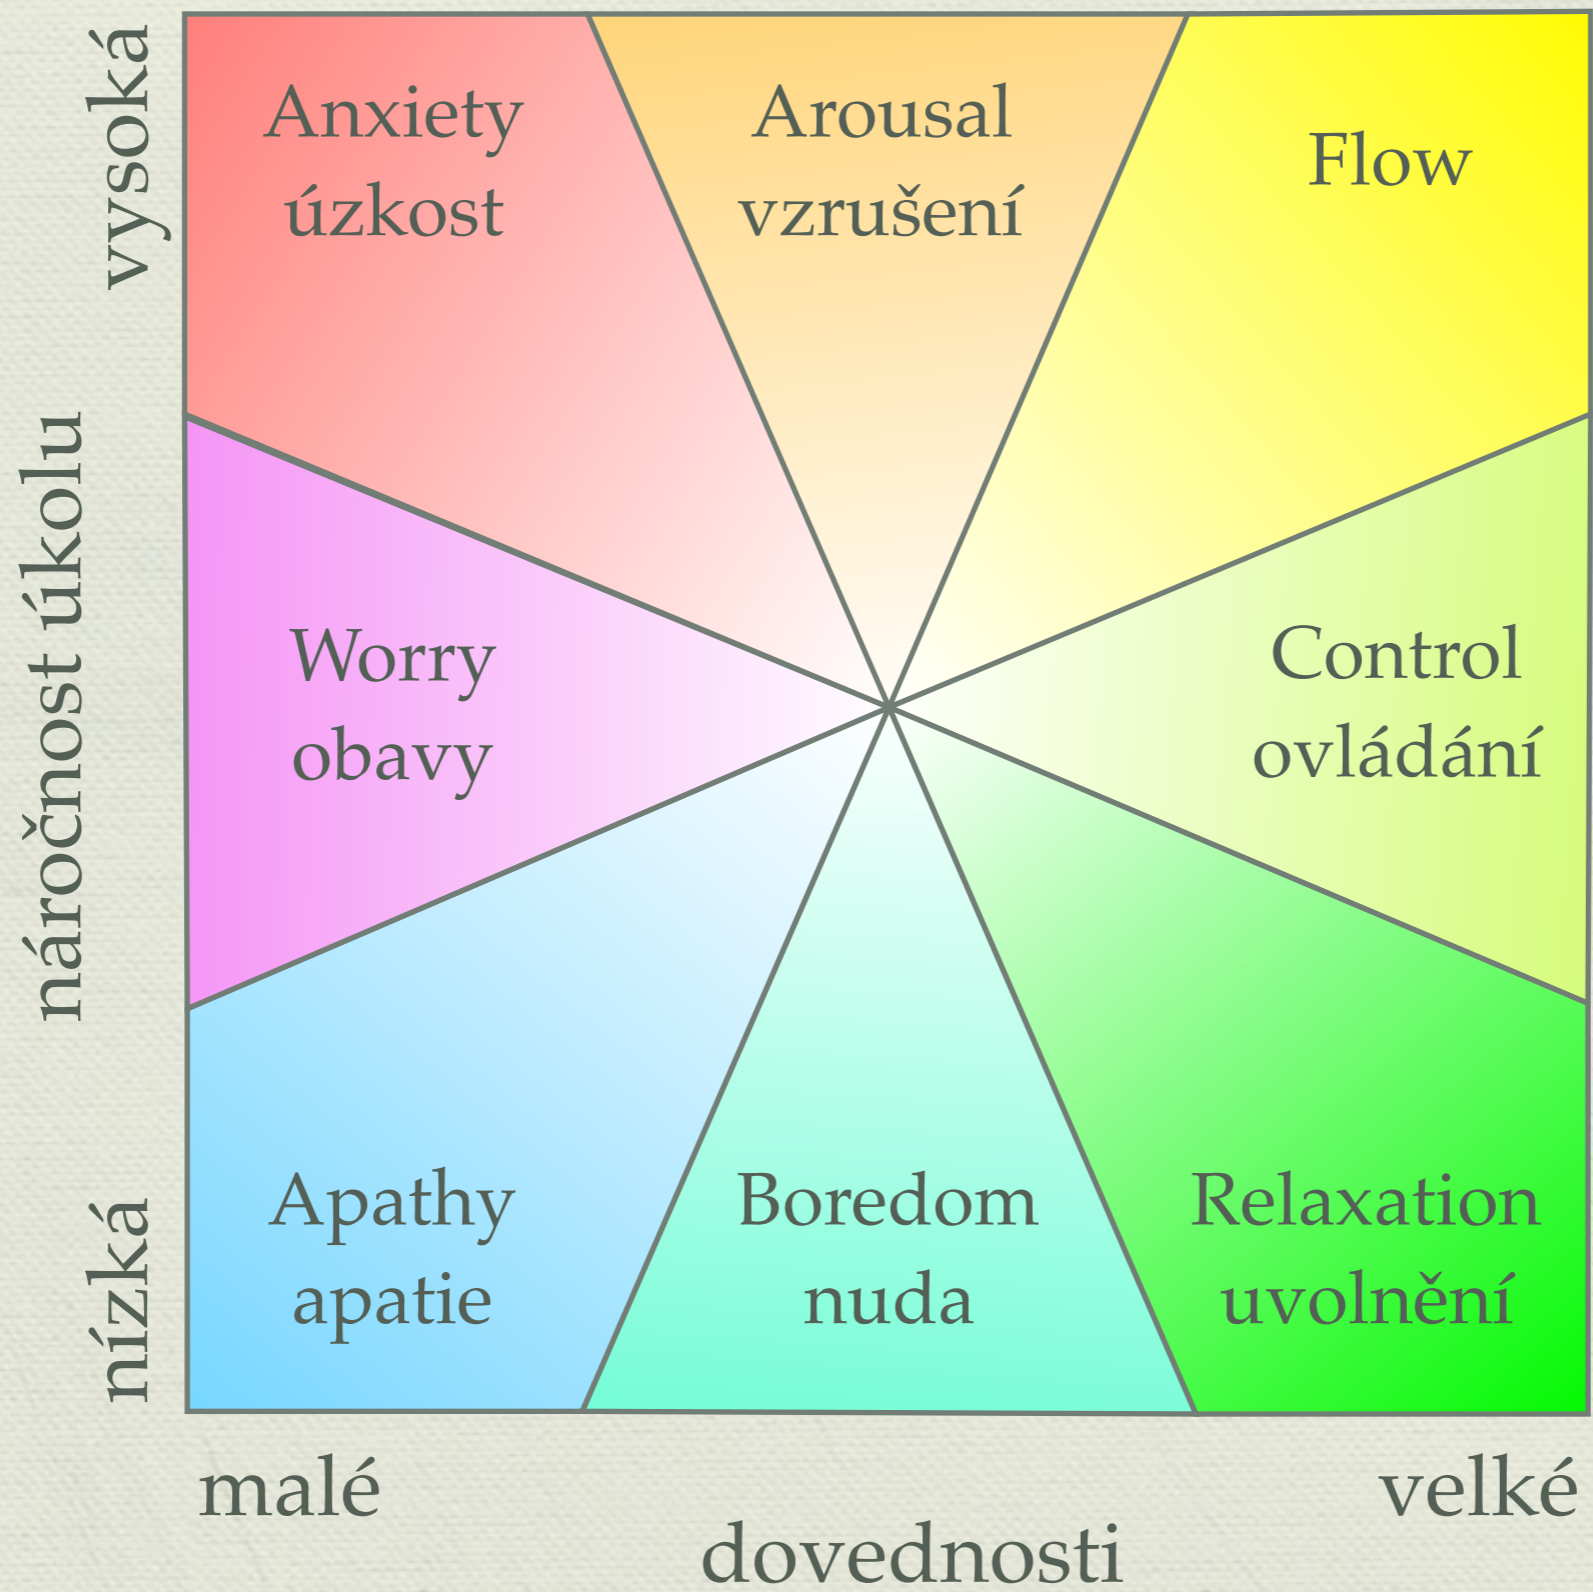 vysoká
náročnost úkolu
nízká
Anxiety
úzkost
Arousal
vzrušení
Flow
Worry
obavy
Control
ovládání
Apathy
apatie
Boredom
nuda
Relaxation
uvolnění
malé
velké
dovednosti